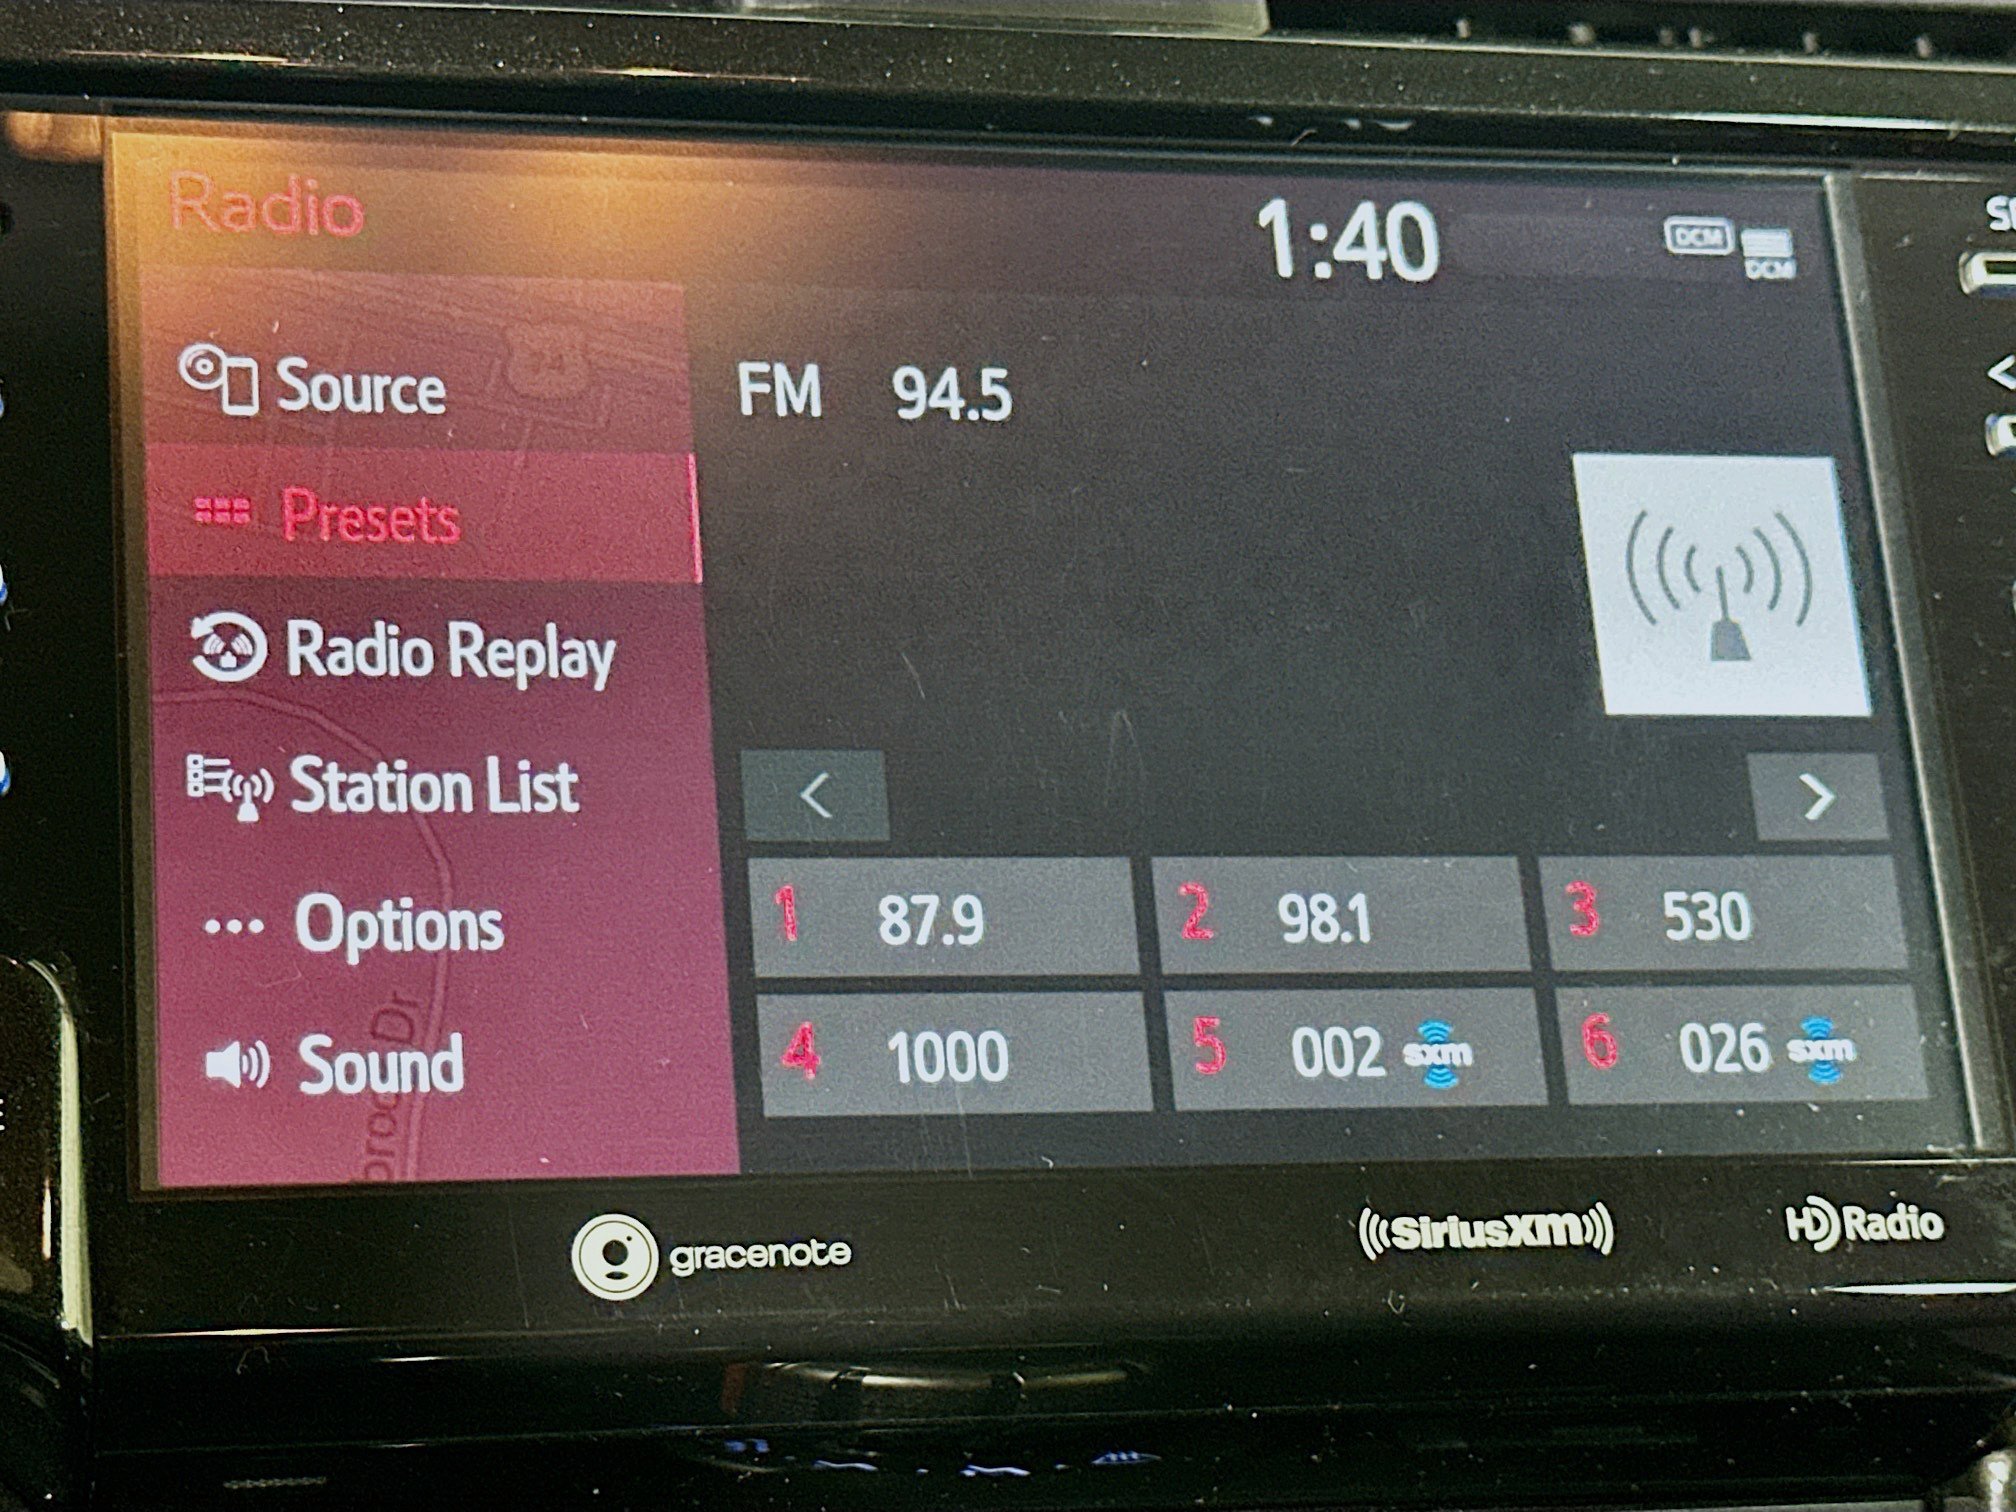 Radio
1:40
DCM
DCM
Source
74
FM 94.5
Presets
Radio Replay
Station List
Options
Sound
1 87.9
2 98.1
3 530
4 1000
5 002 sxm
6 026 sxm
gracenote
SiriusXM
HD Radio